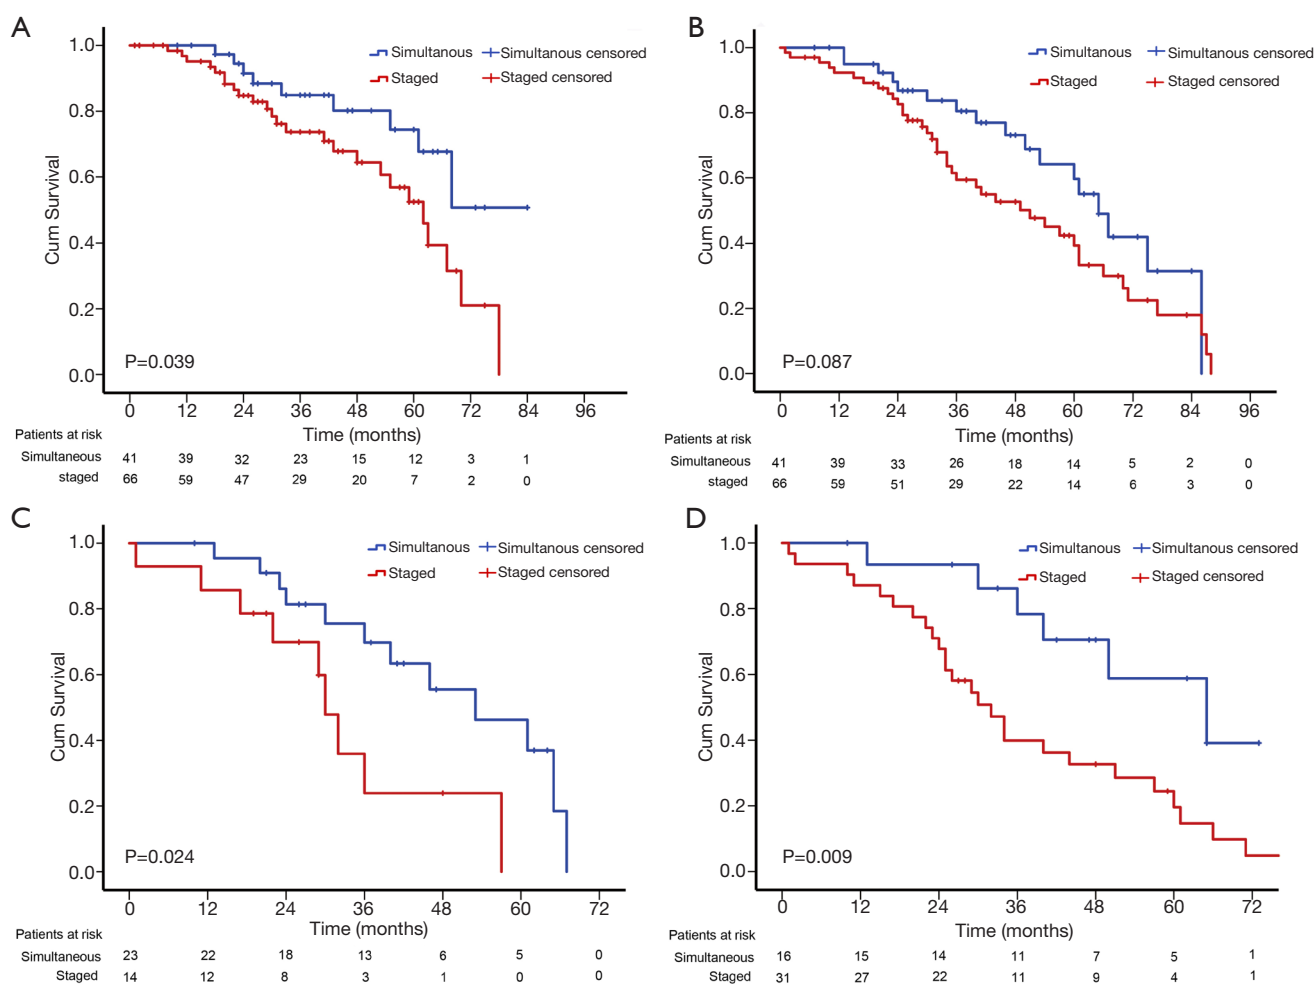 A
1.0
0.8
0.6
0.4
0.2
0.0
Cum Survival
Simultanous Simultanous censored
Staged Staged censored
P=0.039
0 12 24 36 48 60 72 84 96
Time (months)
Patients at risk
Simultaneous 41 39 32 23 15 12 3 1
staged 66 59 47 29 20 7 2 0
B
1.0
0.8
0.6
0.4
0.2
0.0
Cum Survival
Simultanous Simultanous censored
Staged Staged censored
P=0.087
0 12 24 36 48 60 72 84 96
Time (months)
Patients at risk
Simultaneous 41 39 33 26 18 14 5 2 0
staged 66 59 51 29 22 14 6 3 0
C
1.0
0.8
0.6
0.4
0.2
0.0
Cum Survival
Simultanous Simultanous censored
Staged Staged censored
P=0.024
0 12 24 36 48 60 72
Time (months)
Patients at risk
Simultaneous 23 22 18 13 6 5 0
Staged 14 12 8 3 1 0 0
D
1.0
0.8
0.6
0.4
0.2
0.0
Cum Survival
Simultanous Simultanous censored
Staged Staged censored
P=0.009
0 12 24 36 48 60 72
Time (months)
Patients at risk
Simultaneous 16 15 14 11 7 5 1
Staged 31 27 22 11 9 4 1